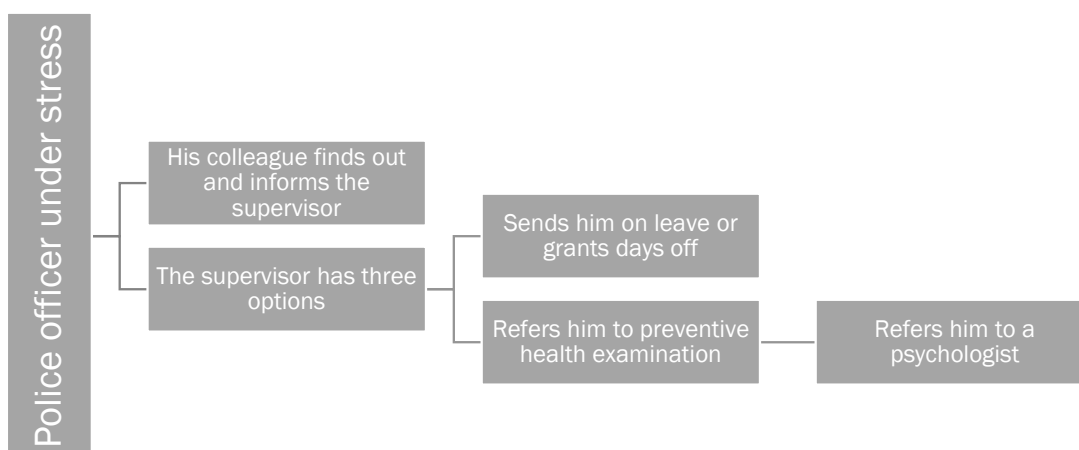 Police officer under stress
His colleague finds out
and informs the
supervisor
The supervisor has three
options
Sends him on leave or
grants days off
Refers him to preventive
health examination
Refers him to a
psychologist